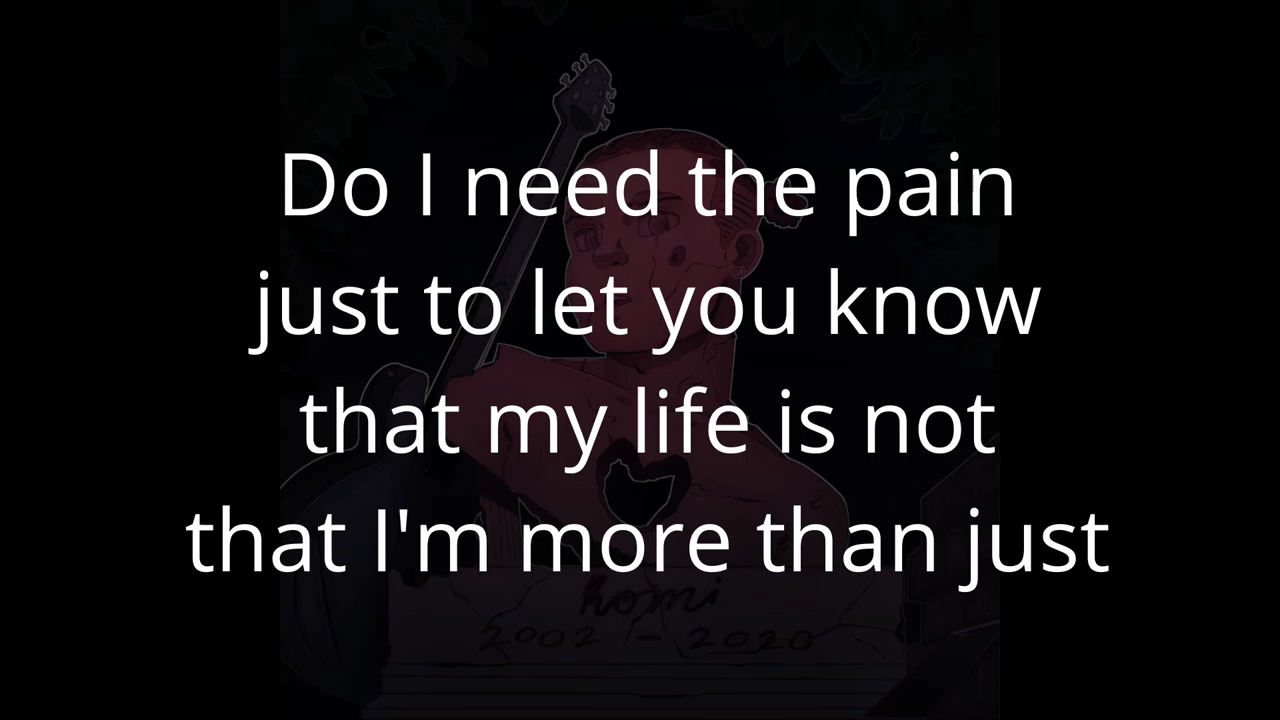 Do I need the pain
just to let you know
that my life is not
that I'm more than just
romi
2002 - 2020